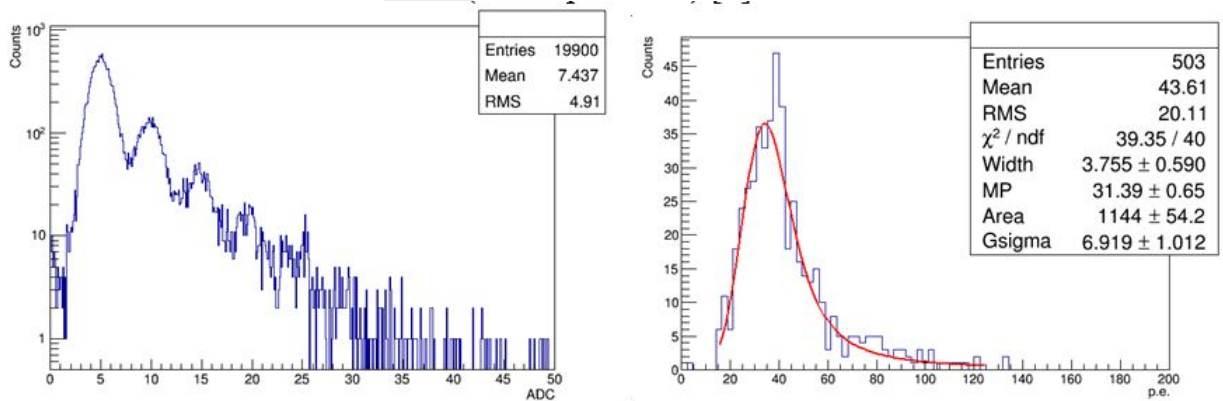 Counts
10³
10²
10
1
0 5 10 15 20 25 30 35 40 45 50
ADC
Entries 19900
Mean 7.437
RMS 4.91
Counts
45
40
35
30
25
20
15
10
5
0
0 20 40 60 80 100 120 140 160 180 200
p.e.
Entries 503
Mean 43.61
RMS 20.11
χ² / ndf 39.35 / 40
Width 3.755 ± 0.590
MP 31.39 ± 0.65
Area 1144 ± 54.2
Gsigma 6.919 ± 1.012